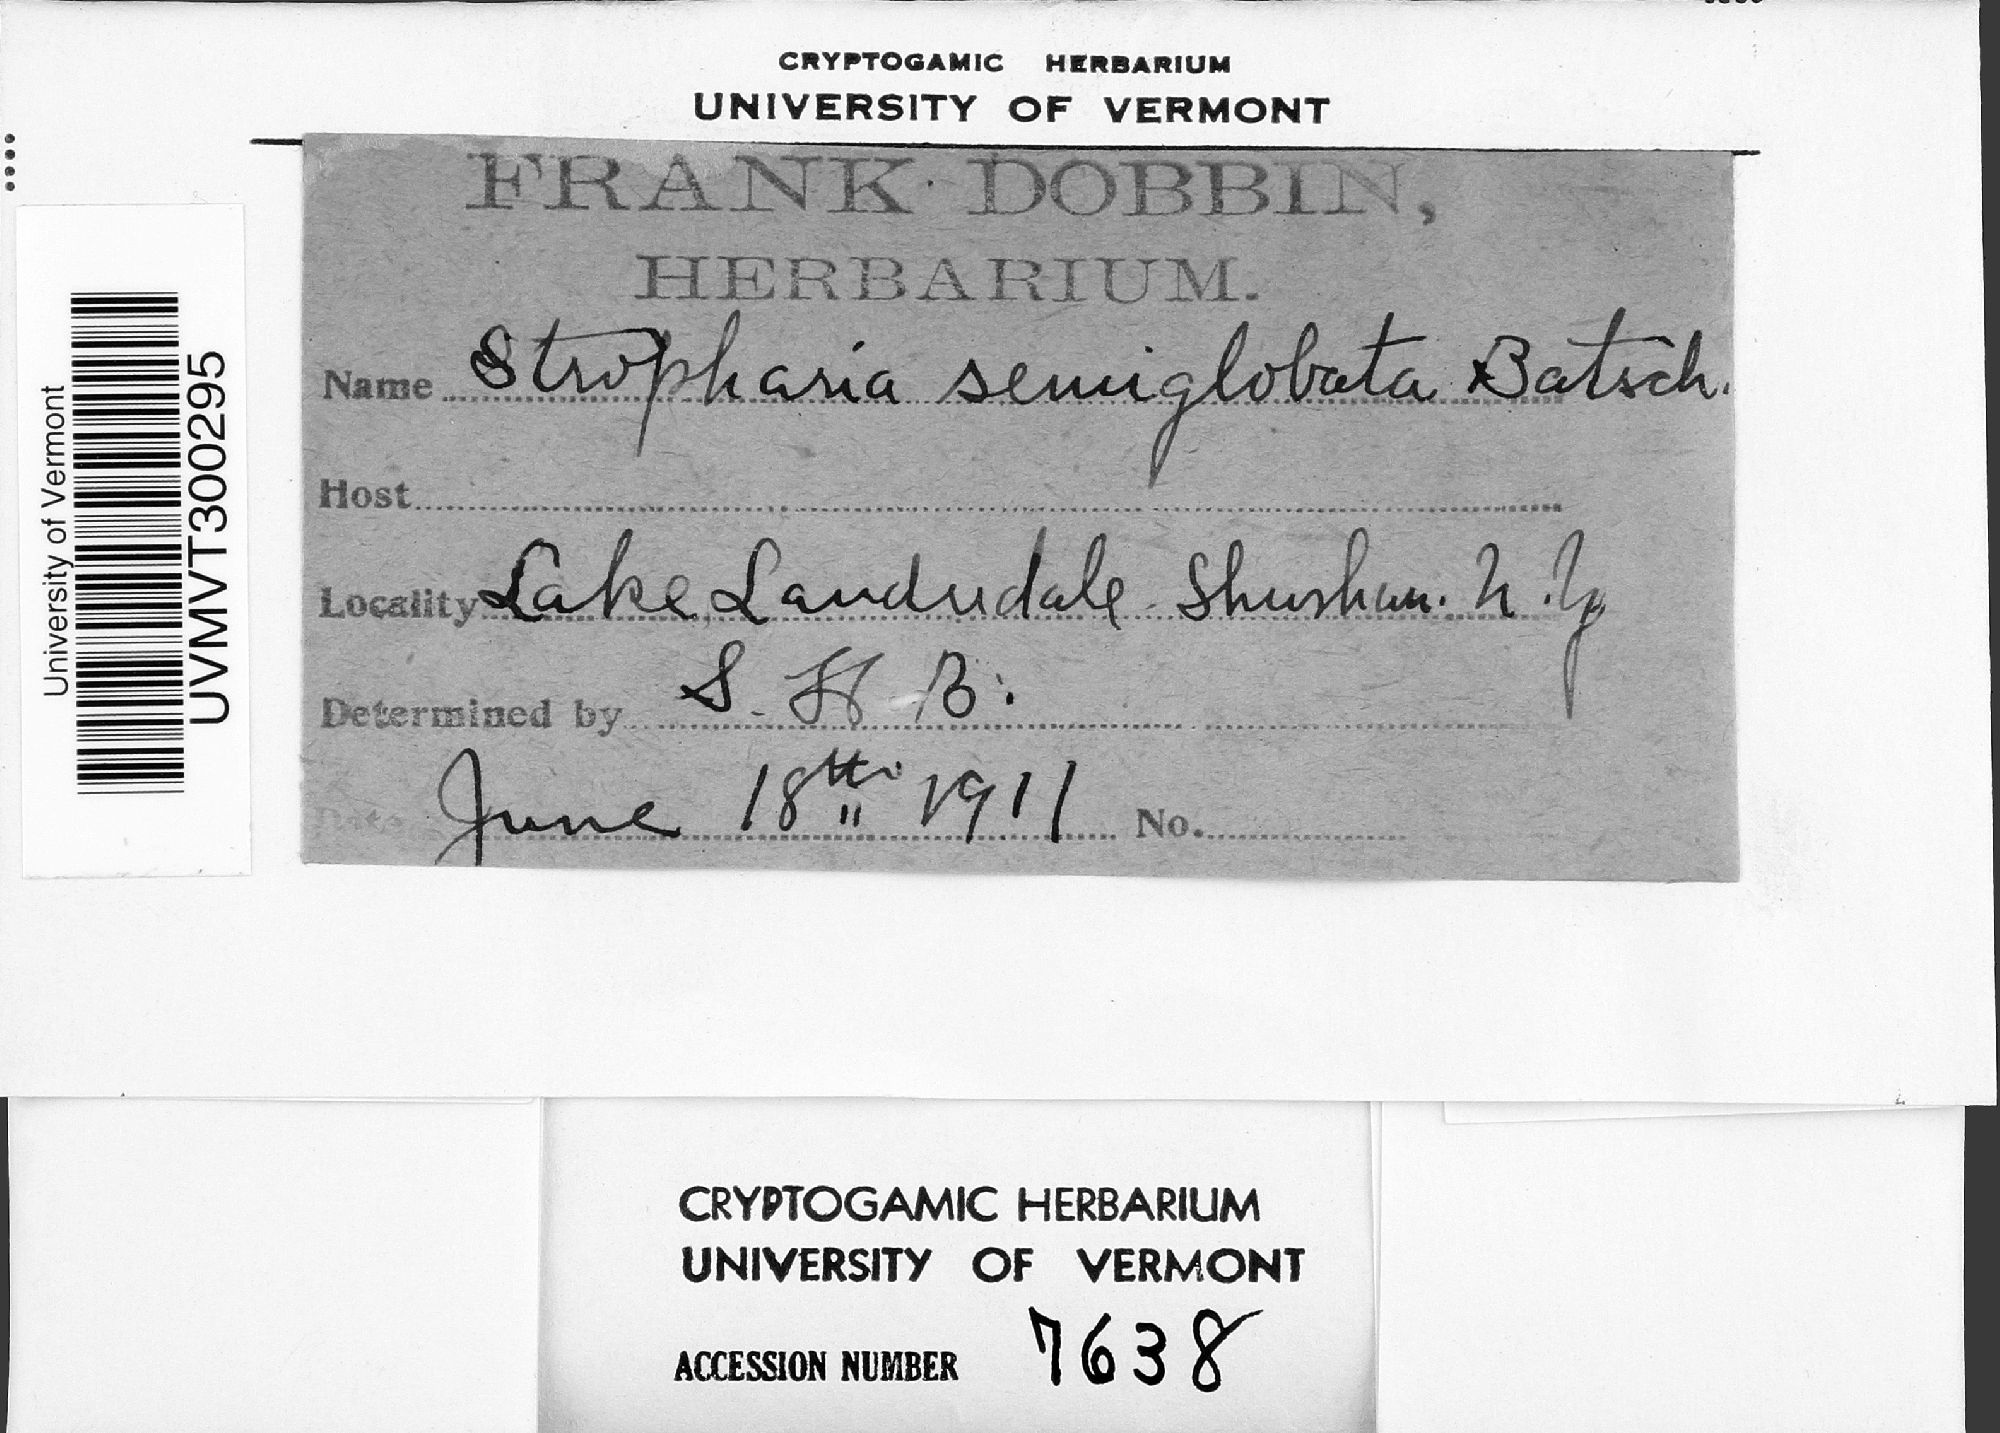 CRYPTOGAMIC HERBARIUM
UNIVERSITY OF VERMONT
FRANK DOBBIN,
HERBARIUM.
Name Stropharia semiglobata Batsch.
Host
Locality Lake Lauderdale Shushan. N.Y.
Determined by S. H. B.
Date June 18th 1911 No.
University of Vermont
UVMVT300295
CRYPTOGAMIC HERBARIUM
UNIVERSITY OF VERMONT
ACCESSION NUMBER 7638